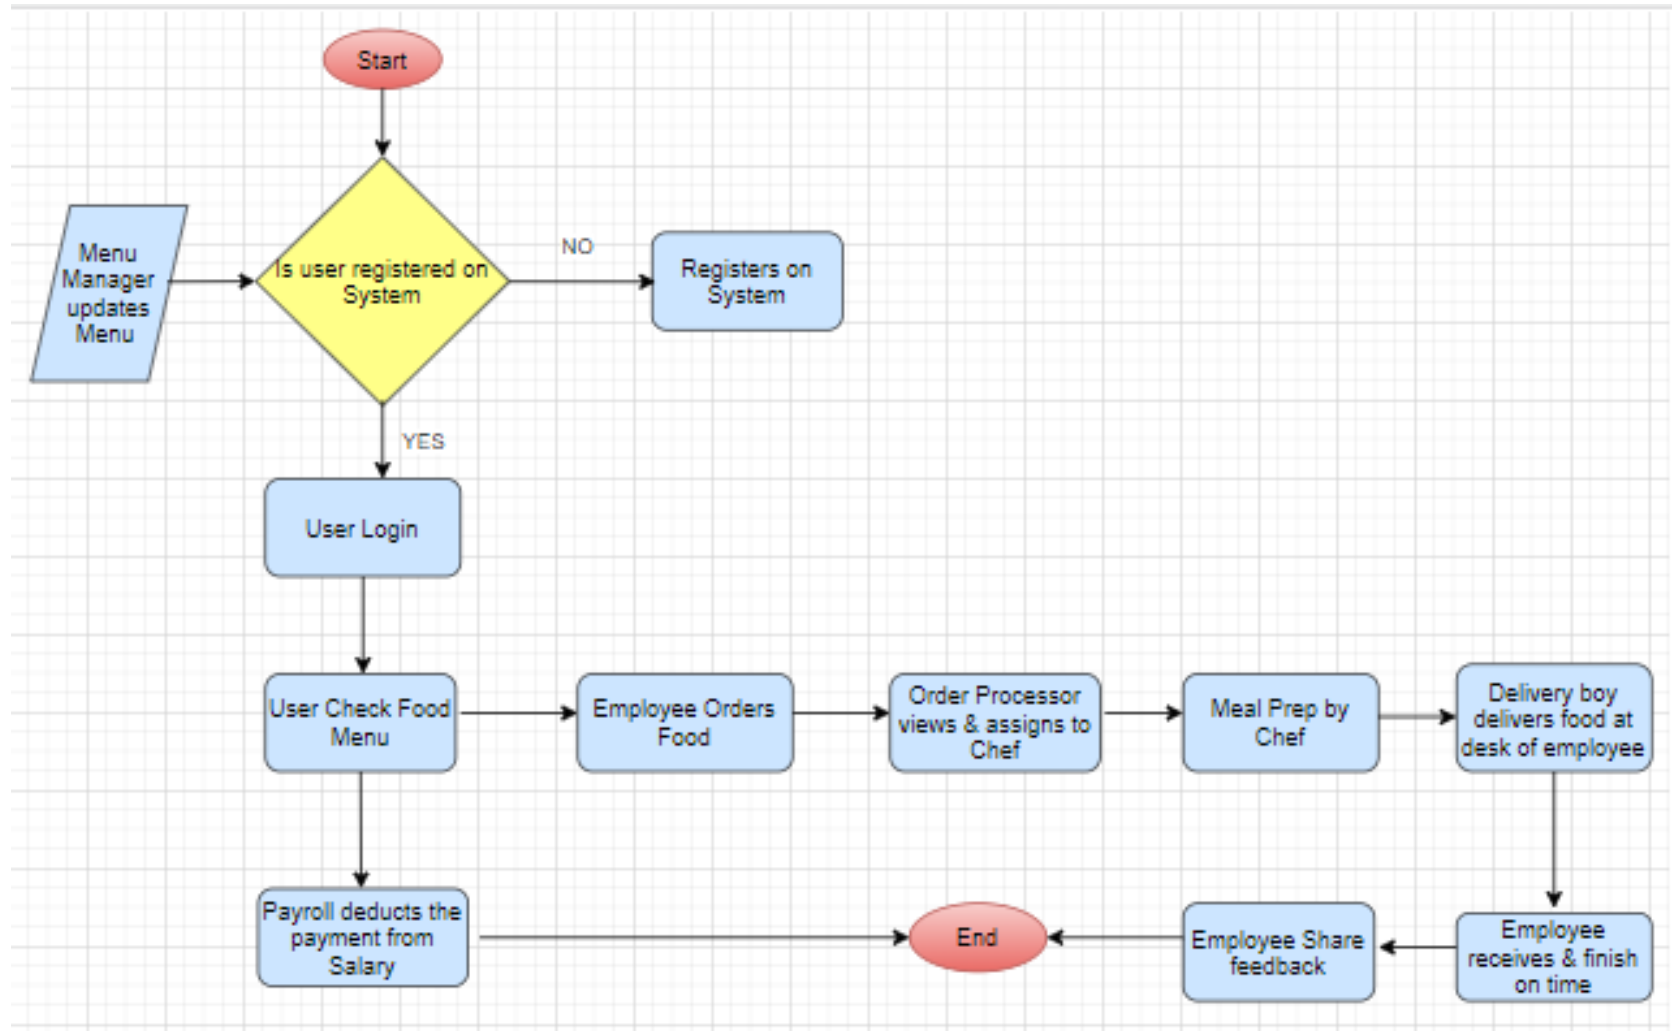 Start
Menu
Manager
updates
Menu
Is user registered on
System
NO
Registers on
System
YES
User Login
User Check Food
Menu
Employee Orders
Food
Order Processor
views & assigns to
Chef
Meal Prep by
Chef
Delivery boy
delivers food at
desk of employee
Payroll deducts the
payment from
Salary
End
Employee Share
feedback
Employee
receives & finish
on time